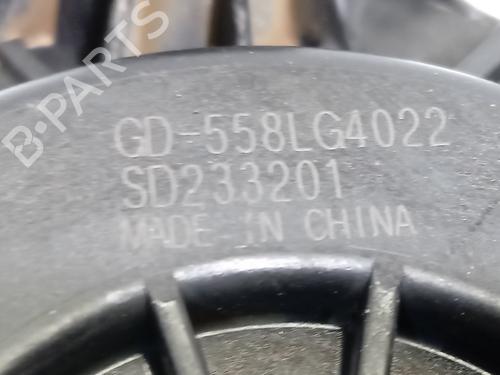 B-PARTS
GD-558LG4022
SD233201
MADE IN CHINA